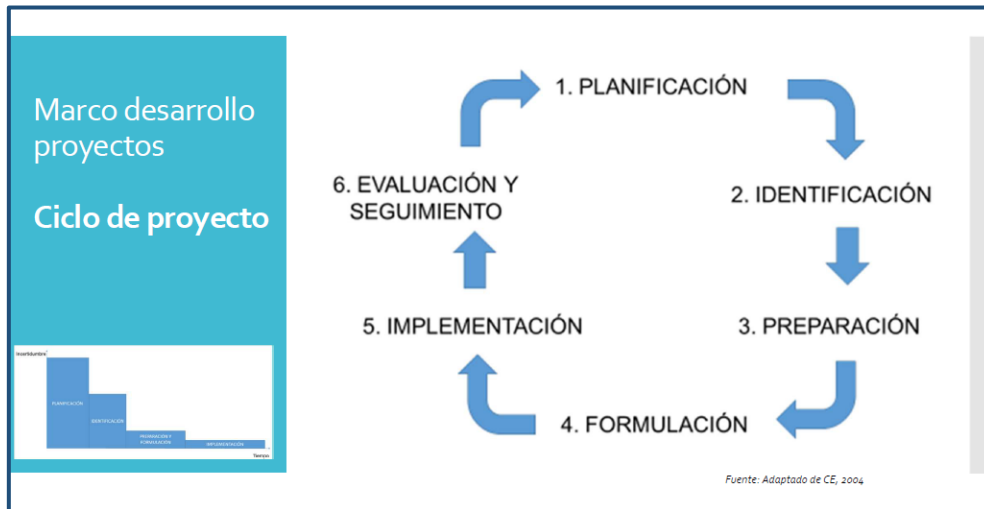 Marco desarrollo
proyectos
Ciclo de proyecto
1. PLANIFICACIÓN
2. IDENTIFICACIÓN
3. PREPARACIÓN
4. FORMULACIÓN
5. IMPLEMENTACIÓN
6. EVALUACIÓN Y
SEGUIMIENTO
Incertidumbre
PLANIFICACIÓN
IDENTIFICACIÓN
PREPARACIÓN Y
FORMULACIÓN
IMPLEMENTACIÓN
Tiempo
Fuente: Adaptado de CE, 2004